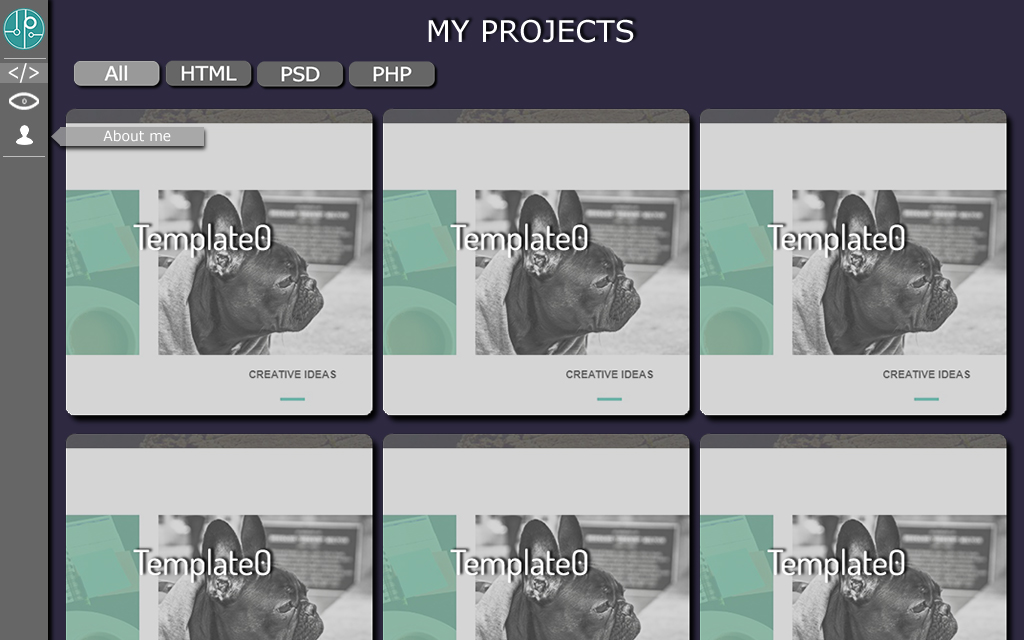 MY PROJECTS
</>
All
HTML
PSD
PHP
About me
Template0
Template0
Template0
CREATIVE IDEAS
CREATIVE IDEAS
CREATIVE IDEAS
Template0
Template0
Template0